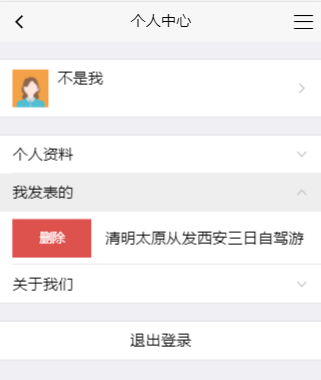 个人中心
不是我
个人资料
我发表的
删除 清明太原从发西安三日自驾游
关于我们
退出登录